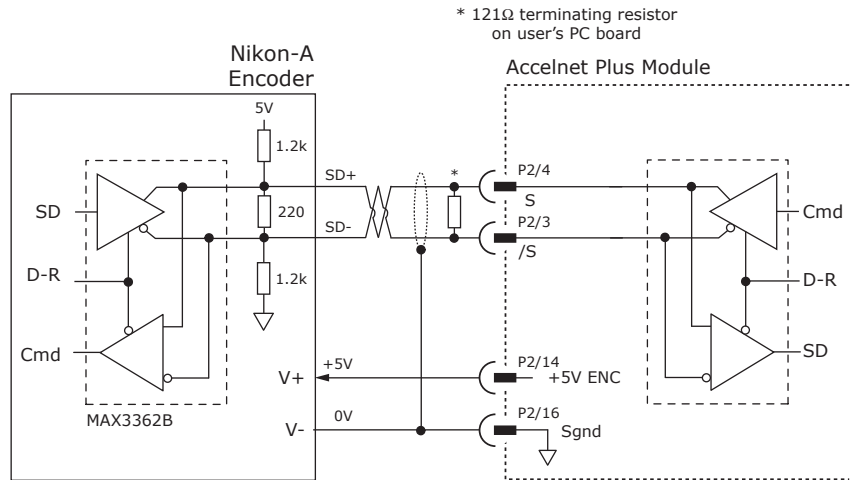 * 121Ω terminating resistor
on user's PC board
Nikon-A
Encoder
Accelnet Plus Module
5V
1.2k
SD+
*
P2/4
S
SD
220
Cmd
SD-
P2/3
/S
D-R
1.2k
D-R
Cmd
+5V
P2/14
SD
V+
+5V ENC
MAX3362B
0V
P2/16
V-
Sgnd